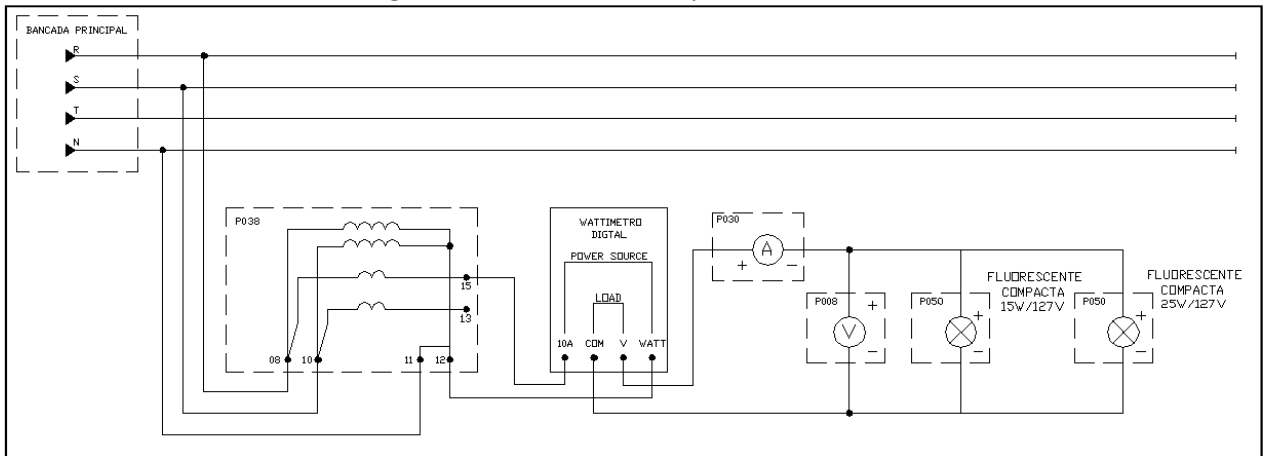 BANCADA PRINCIPAL
R
S
T
N
P038
15
13
08
10
11
12
WATTIMETRO
DIGTAL
POWER SOURCE
LOAD
10A COM V WATT
P030
A
+ -
P008
+
V
-
P050
+
-
FLUORESCENTE
COMPACTA
15W/127V
P050
+
-
FLUORESCENTE
COMPACTA
25W/127V